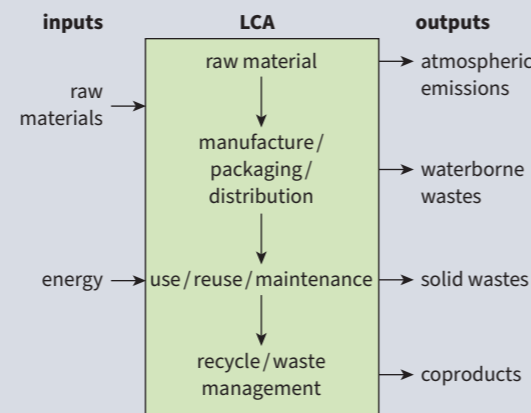 inputs
LCA
outputs
raw
materials
energy
raw material
manufacture/
packaging/
distribution
use/reuse/maintenance
recycle/waste
management
atmospheric
emissions
waterborne
wastes
solid wastes
coproducts